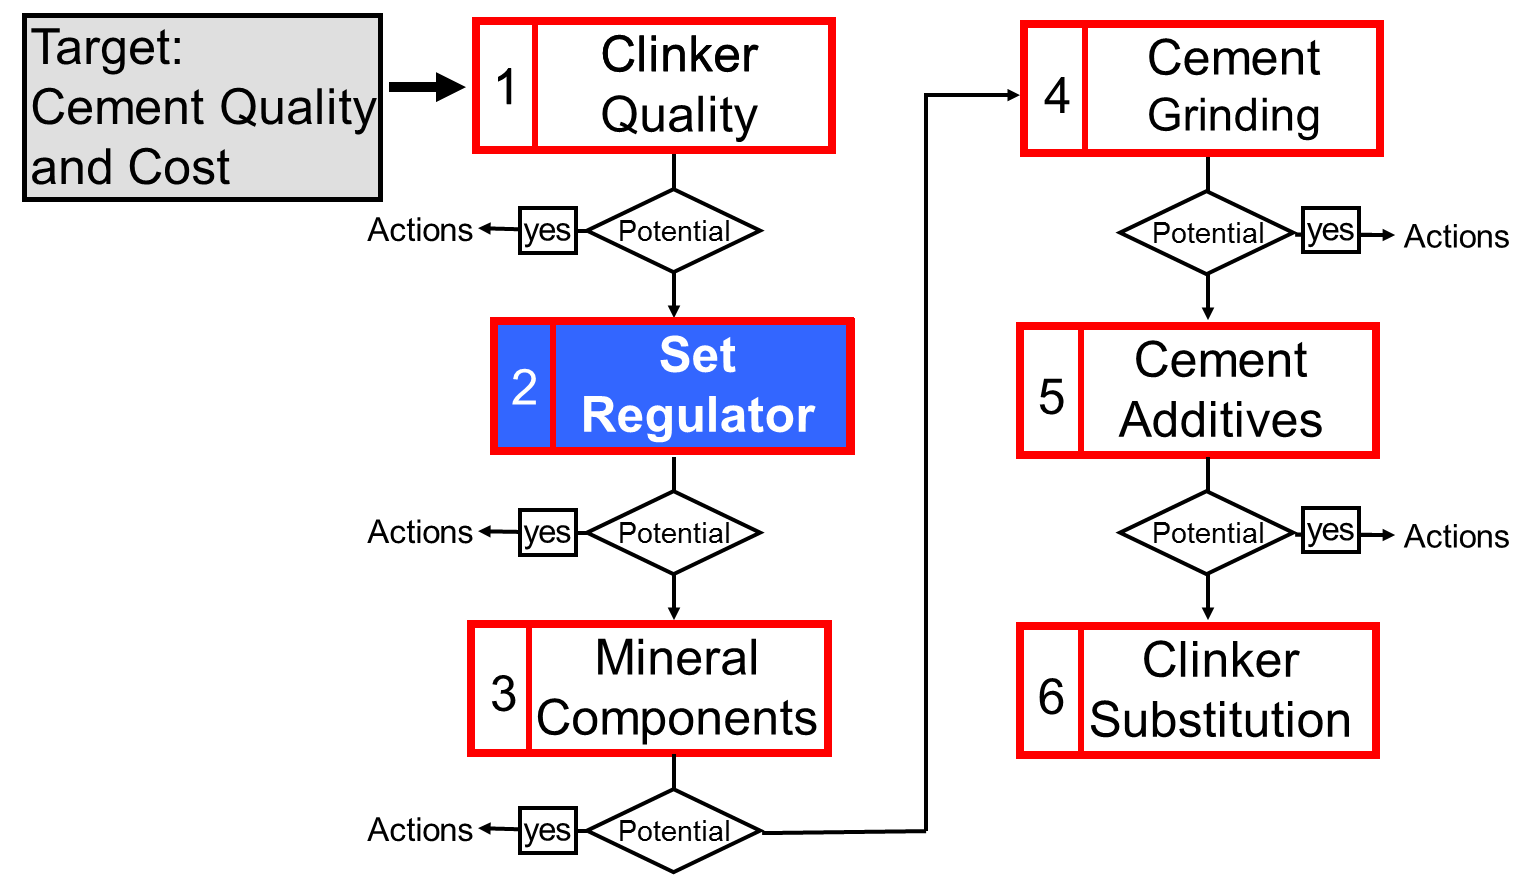 Target:
Cement Quality
and Cost
1
Clinker
Quality
Potential
yes
Actions
2
Set
Regulator
Potential
yes
Actions
3
Mineral
Components
Potential
yes
Actions
4
Cement
Grinding
Potential
yes
Actions
5
Cement
Additives
Potential
yes
Actions
6
Clinker
Substitution